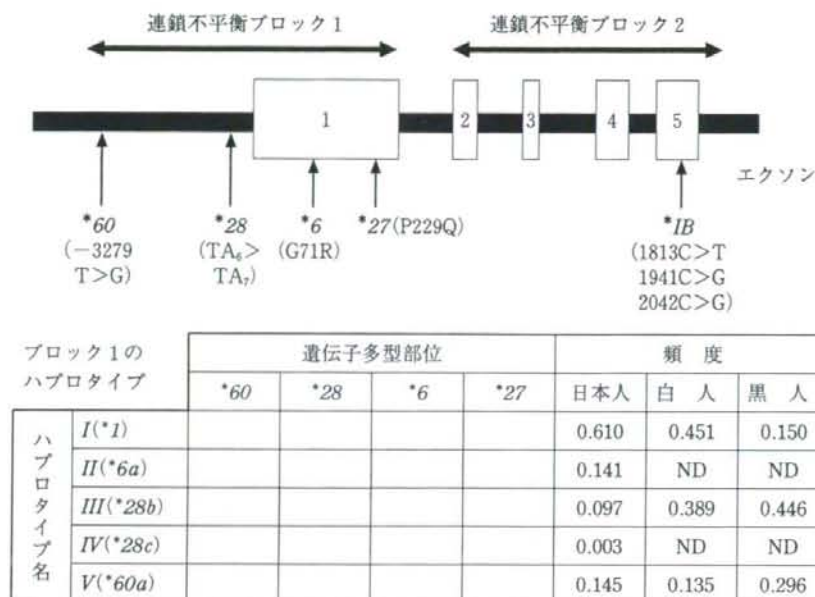 連鎖不平衡ブロック1 連鎖不平衡ブロック2
1 2 3 4 5
エクソン
*60 *28 *6 *27(P229Q) *IB
(−3279 (TA₆> (G71R) (1813C>T
T>G) TA₇) 1941C>G
2042C>G)
ブロック1の 遺伝子多型部位 頻 度
ハプロタイプ *60 *28 *6 *27 日本人 白 人 黒 人
ハプロタイプ名
I(*1) 0.610 0.451 0.150
II(*6a) 0.141 ND ND
III(*28b) 0.097 0.389 0.446
IV(*28c) 0.003 ND ND
V(*60a) 0.145 0.135 0.296